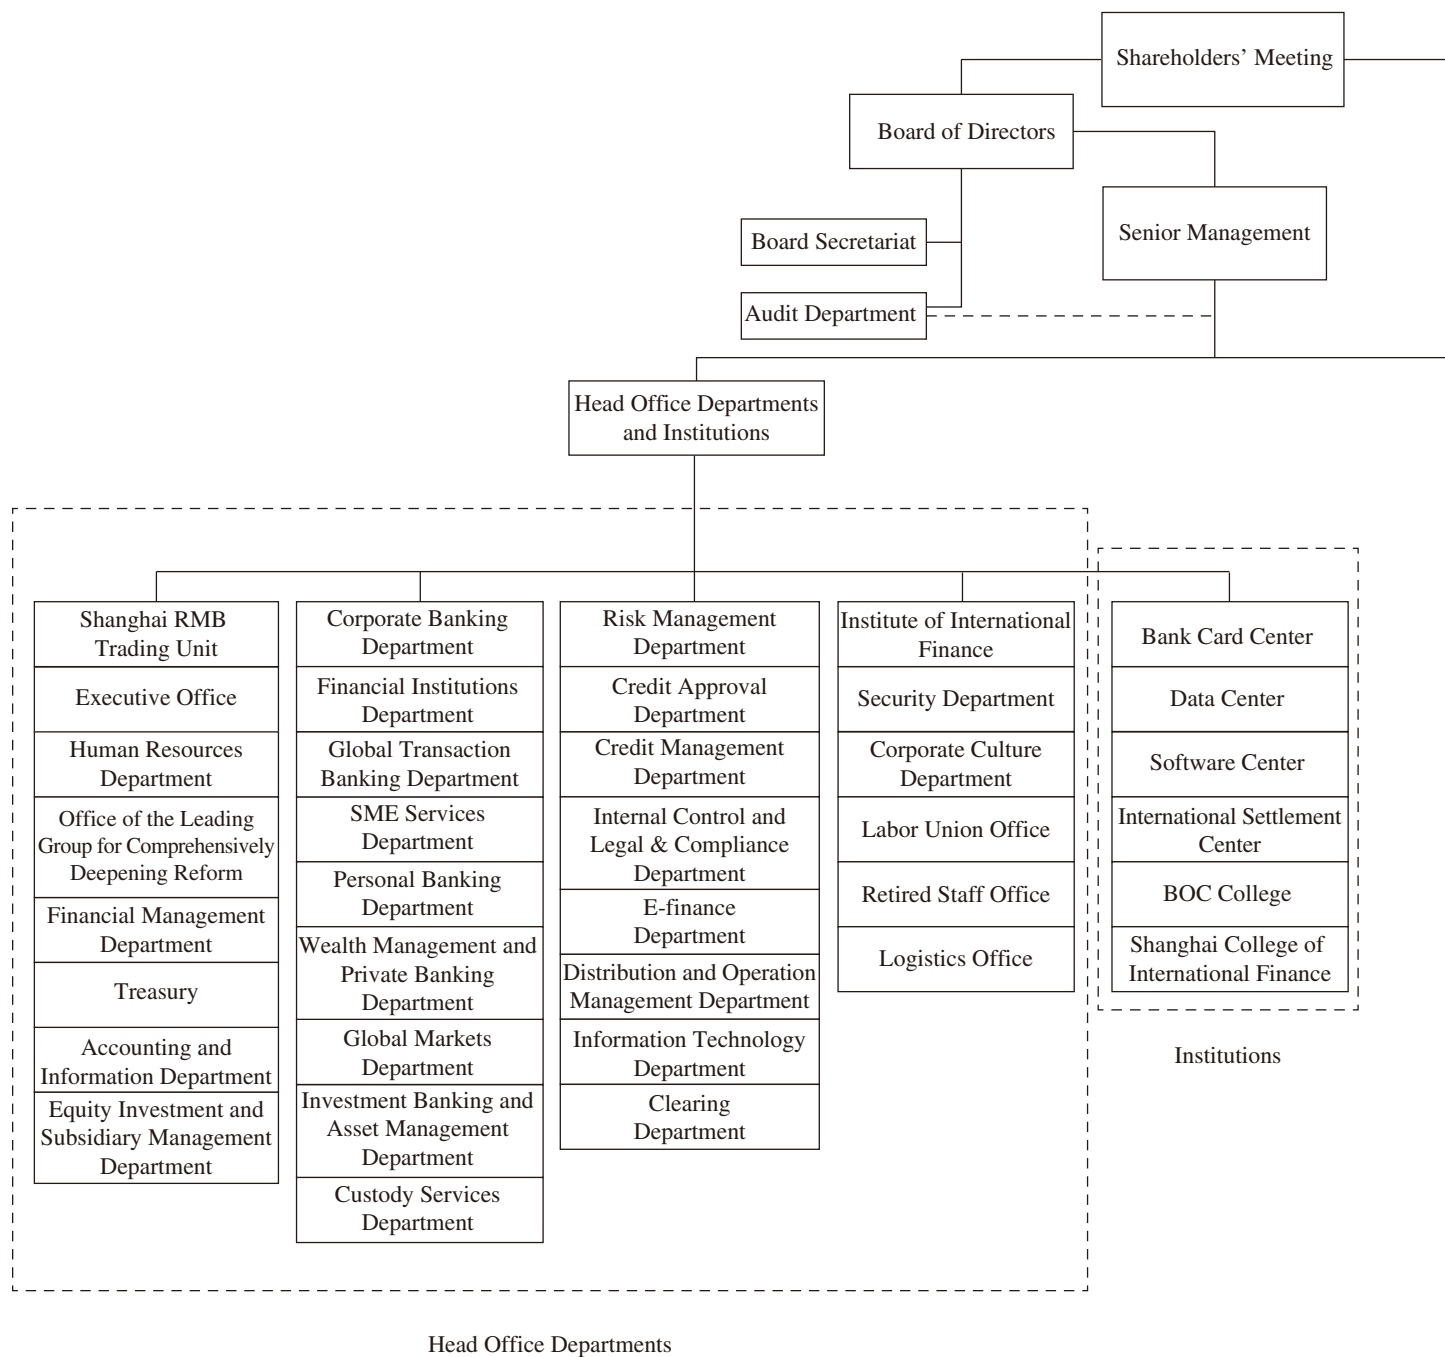 Shareholders’ Meeting
Board of Directors
Board Secretariat
Senior Management
Audit Department
Head Office Departments
and Institutions
Shanghai RMB
Trading Unit
Executive Office
Human Resources
Department
Office of the Leading
Group for Comprehensively
Deepening Reform
Financial Management
Department
Treasury
Accounting and
Information Department
Equity Investment and
Subsidiary Management
Department
Corporate Banking
Department
Financial Institutions
Department
Global Transaction
Banking Department
SME Services
Department
Personal Banking
Department
Wealth Management and
Private Banking
Department
Global Markets
Department
Investment Banking and
Asset Management
Department
Custody Services
Department
Risk Management
Department
Credit Approval
Department
Credit Management
Department
Internal Control and
Legal & Compliance
Department
E-finance
Department
Distribution and Operation
Management Department
Information Technology
Department
Clearing
Department
Institute of International
Finance
Security Department
Corporate Culture
Department
Labor Union Office
Retired Staff Office
Logistics Office
Bank Card Center
Data Center
Software Center
International Settlement
Center
BOC College
Shanghai College of
International Finance
Institutions
Head Office Departments